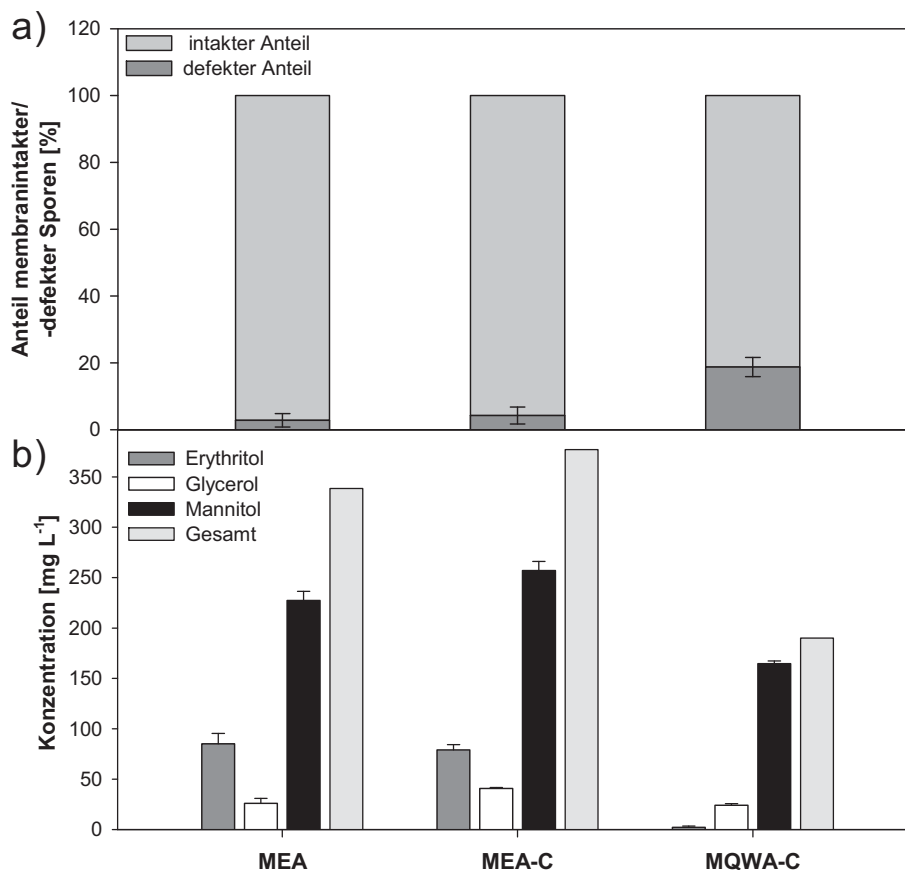 a)
120
100
80
60
40
20
0
Anteil membranintakter/
-defekter Sporen [%]
intakter Anteil
defekter Anteil
b)
350
300
250
200
150
100
50
0
Konzentration [mg L⁻¹]
Erythritol
Glycerol
Mannitol
Gesamt
MEA MEA-C MQWA-C